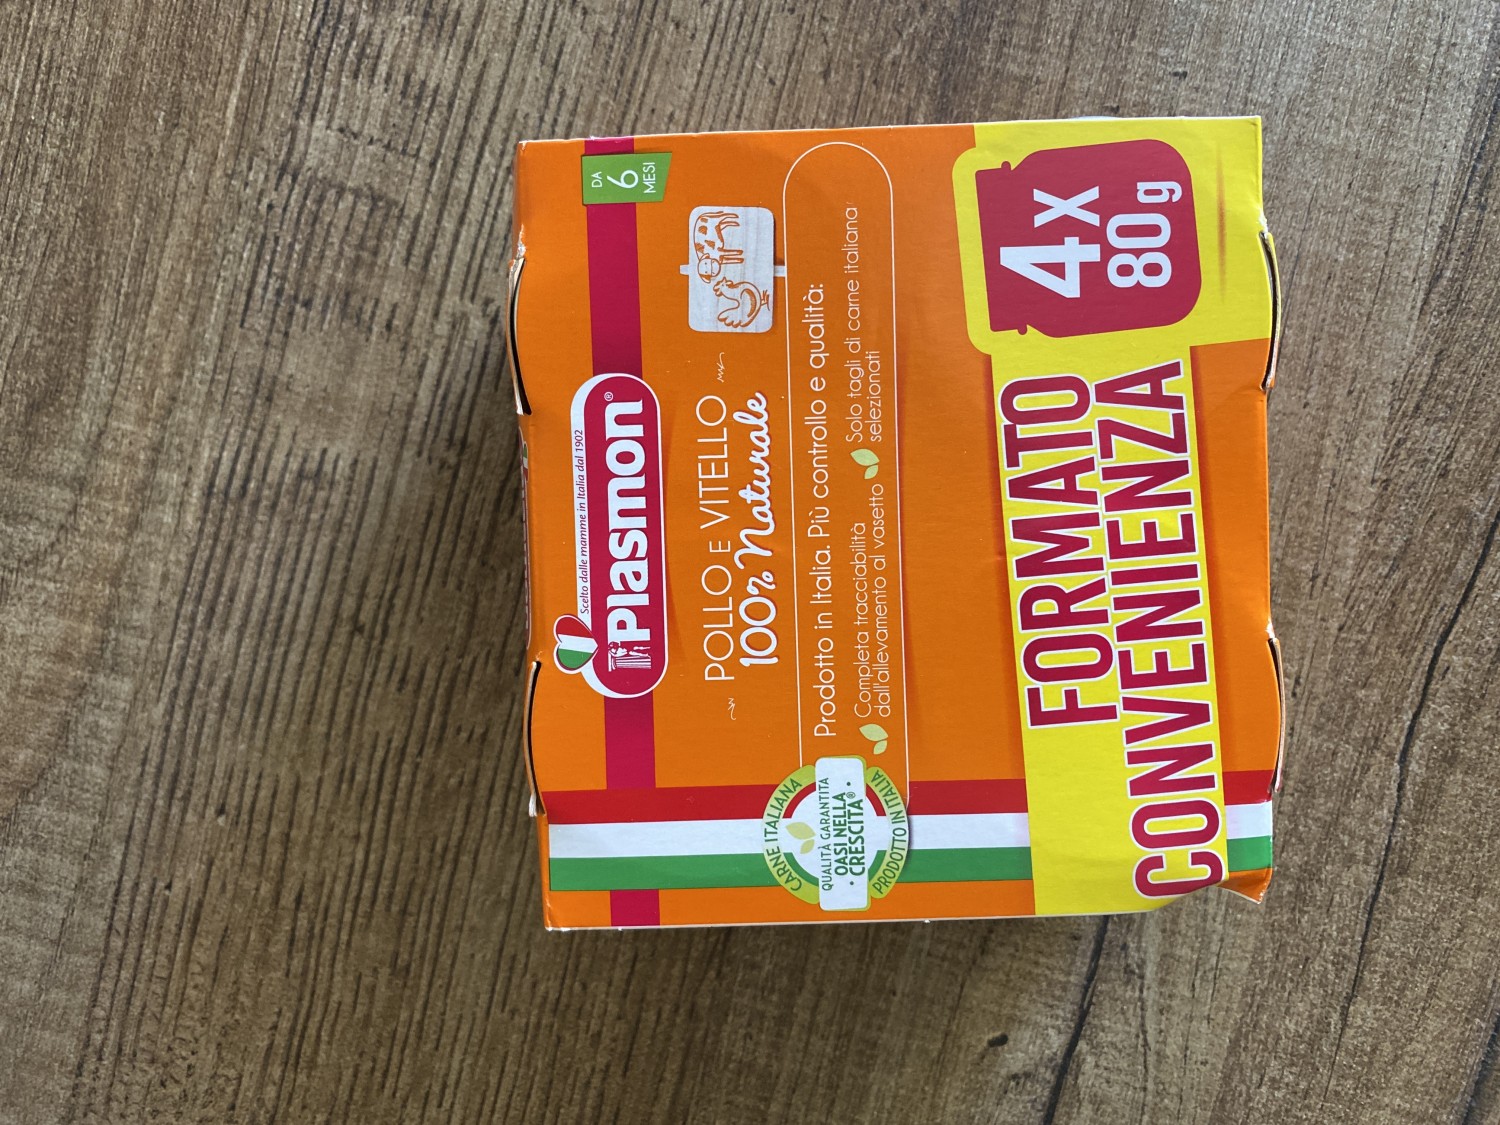 DA
6
MESI
Scelto dalle mamme in Italia dal 1902
Plasmon®
POLLO E VITELLO
100% Naturale
Prodotto in Italia. Più controllo e qualità:
Completa tracciabilità
dall'allevamento al vasetto
Solo tagli di carne italiana
selezionati
CARNE ITALIANA
QUALITÀ GARANTITA
OASI NELLA
CRESCITA®
PRODOTTO IN ITALIA
4x
80g
FORMATO
CONVENIENZA